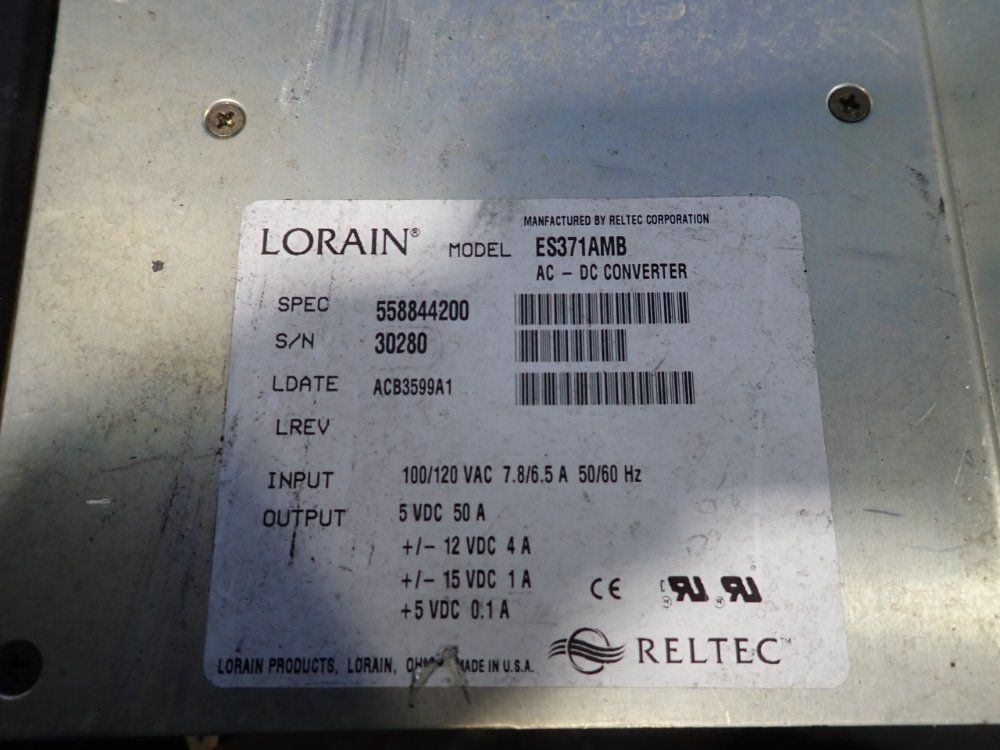 MANFACTURED BY RELTEC CORPORATION
LORAIN® MODEL ES371AMB
AC - DC CONVERTER
SPEC 558844200
S/N 30280
LDATE ACB3599A1
LREV
INPUT 100/120 VAC 7.8/6.5 A 50/60 Hz
OUTPUT 5 VDC 50 A
+/- 12 VDC 4 A
+/- 15 VDC 1 A
+5 VDC 0.1 A
CE RU RU
RELTEC™
LORAIN PRODUCTS, LORAIN, MADE IN U.S.A.